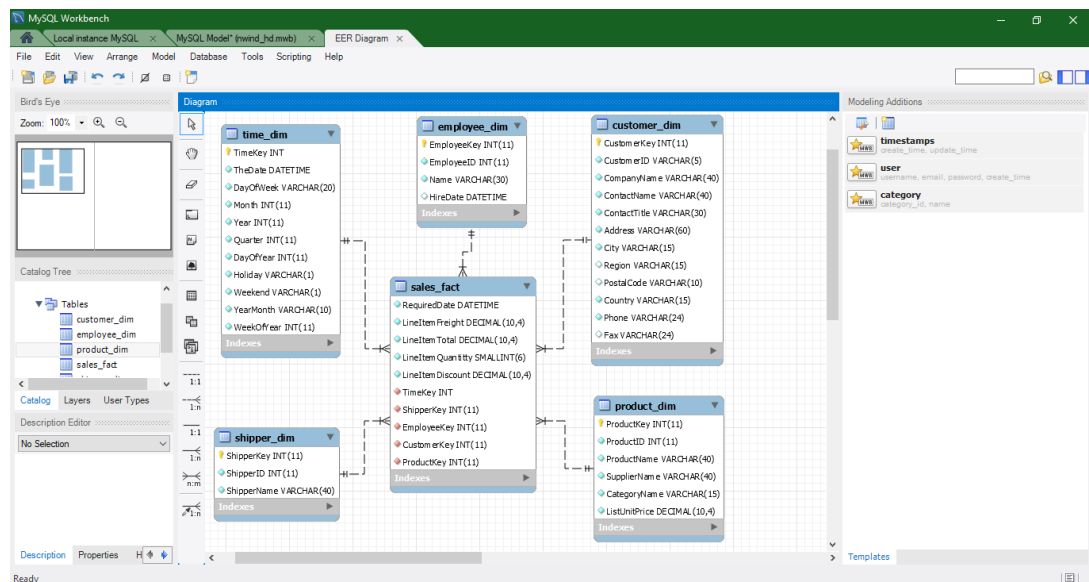 MySQL Workbench
Local instance MySQL ×
MySQL Model* (nwind_hd.mwb) ×
EER Diagram ×
File Edit View Arrange Model Database Tools Scripting Help
Bird's Eye
Zoom: 100%
Catalog Tree
Tables
customer_dim
employee_dim
product_dim
sales_fact
Catalog Layers User Types
Description Editor
No Selection
Description Properties H
Ready
Diagram
1:1
1:n
1:1
1:n
n:m
1:n
time_dim
TimeKey INT
TheDate DATETIME
DayOfWeek VARCHAR(20)
Month INT(11)
Year INT(11)
Quarter INT(11)
DayOfYear INT(11)
Holiday VARCHAR(1)
Weekend VARCHAR(1)
YearMonth VARCHAR(10)
WeekOfYear INT(11)
Indexes
employee_dim
EmployeeKey INT(11)
EmployeeID INT(11)
Name VARCHAR(30)
HireDate DATETIME
Indexes
customer_dim
CustomerKey INT(11)
CustomerID VARCHAR(5)
CompanyName VARCHAR(40)
ContactName VARCHAR(40)
ContactTitle VARCHAR(30)
Address VARCHAR(60)
City VARCHAR(15)
Region VARCHAR(15)
PostalCode VARCHAR(10)
Country VARCHAR(15)
Phone VARCHAR(24)
Fax VARCHAR(24)
Indexes
sales_fact
RequiredDate DATETIME
LineItemFreight DECIMAL(10,4)
LineItemTotal DECIMAL(10,4)
LineItemQuantity SMALLINT(6)
LineItemDiscount DECIMAL(10,4)
TimeKey INT
ShipperKey INT(11)
EmployeeKey INT(11)
CustomerKey INT(11)
ProductKey INT(11)
Indexes
shipper_dim
ShipperKey INT(11)
ShipperID INT(11)
ShipperName VARCHAR(40)
Indexes
product_dim
ProductKey INT(11)
ProductID INT(11)
ProductName VARCHAR(40)
SupplierName VARCHAR(40)
CategoryName VARCHAR(15)
ListUnitPrice DECIMAL(10,4)
Indexes
Modeling Additions
timestamps
create_time, update_time
user
username, email, password, create_time
category
category_id, name
Templates